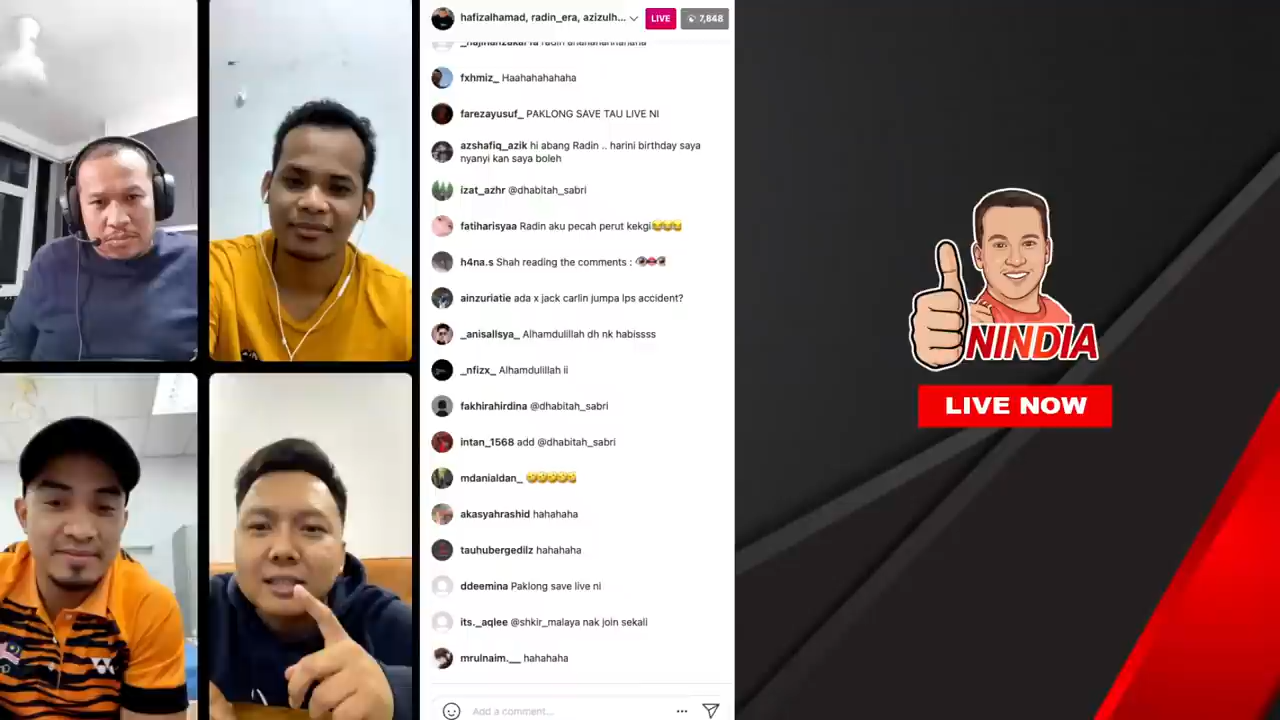 hafizalhamad, radin_era, azizulh...
LIVE
7,848
fxhmiz_ Haahahahahaha
farezayusuf_ PAKLONG SAVE TAU LIVE NI
azshafiq_azik hi abang Radin .. harini birthday saya
nyanyi kan saya boleh
izat_azhr @dhabitah_sabri
fatiharisyaa Radin aku pecah perut kekgi😂😂😂
h4na.s Shah reading the comments : 👁👄👁
ainzuriatie ada x jack carlin jumpa lps accident?
_anisallsya_ Alhamdulillah dh nk habissss
_nfizx_ Alhamdulillah ii
fakhirahirdina @dhabitah_sabri
intan_1568 add @dhabitah_sabri
mdanialdan_ 🤣🤣🤣🤣🤣
akasyahrashid hahahaha
tauhubergedilz hahahaha
ddeemina Paklong save live ni
its._aqlee @shkir_malaya nak join sekali
mrulnaim.__ hahahaha
Add a comment...
NINDIA
LIVE NOW
YONEX